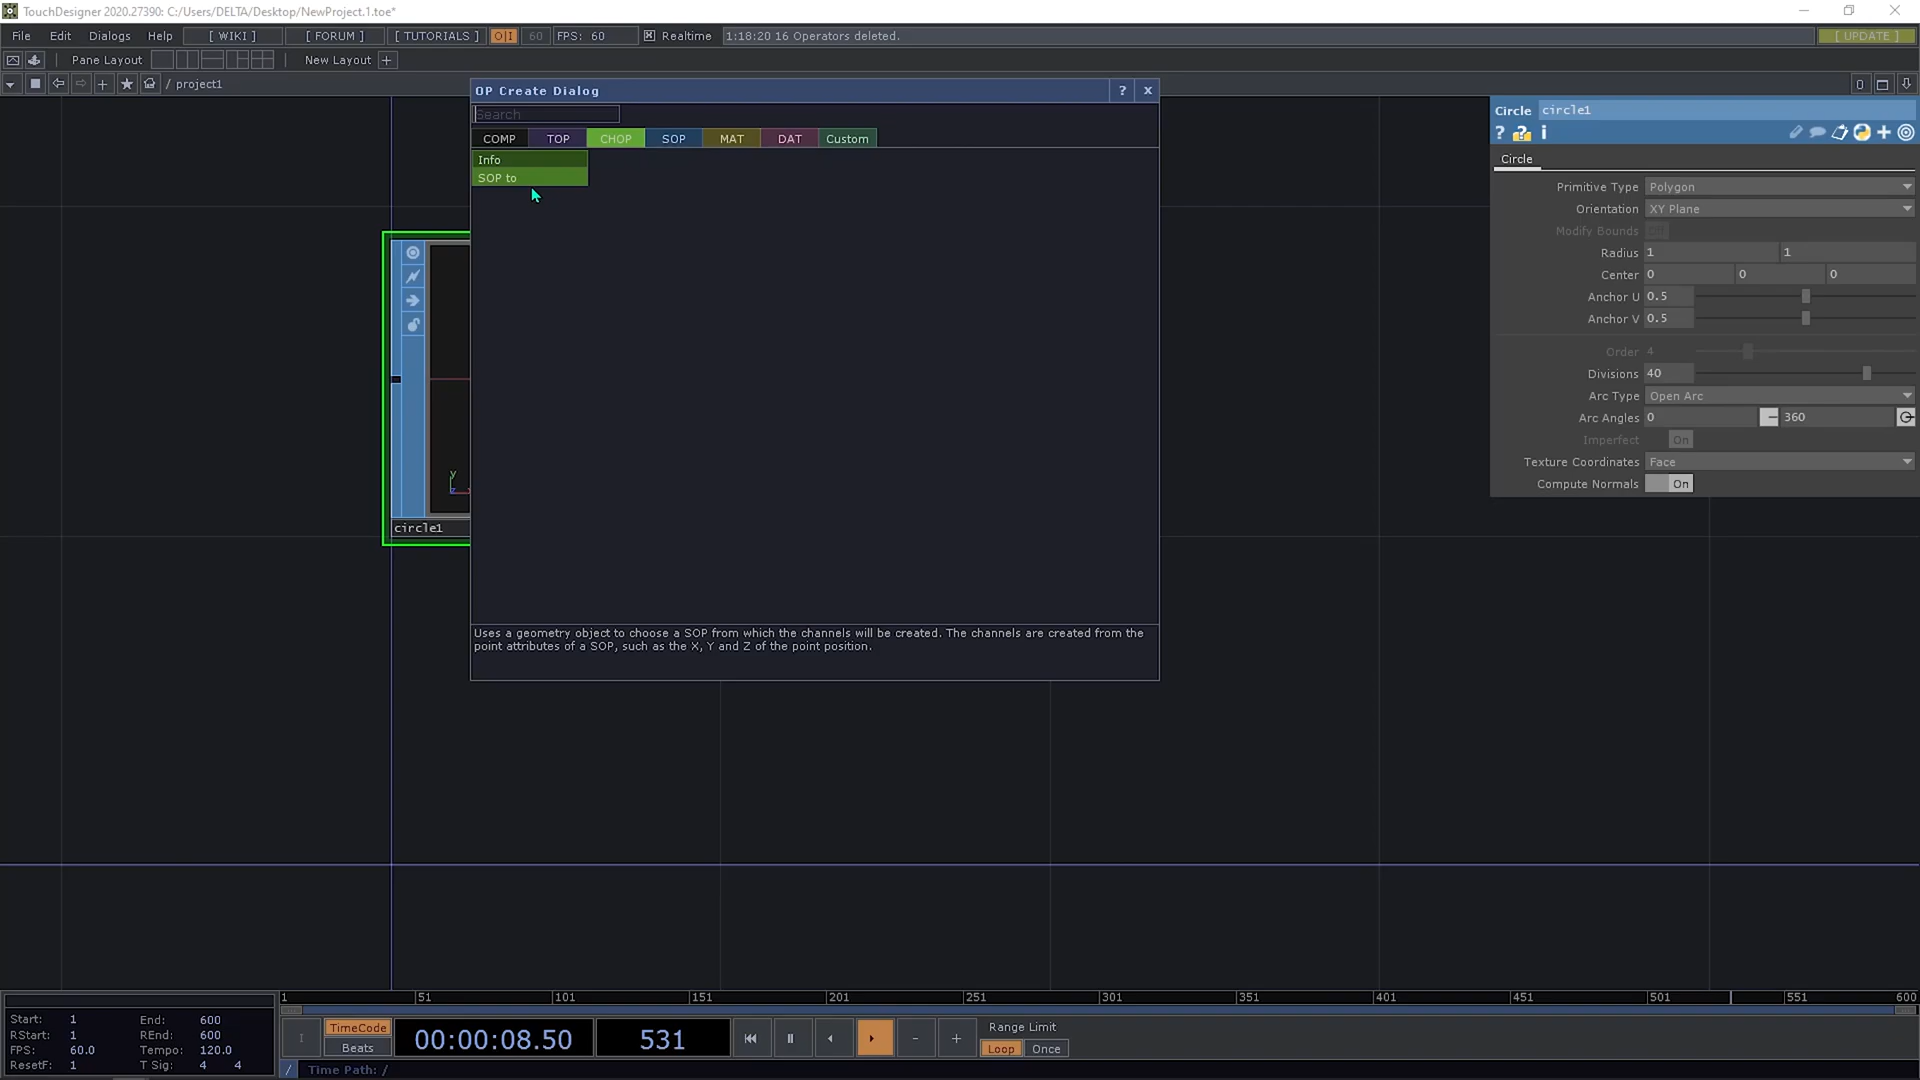 TouchDesigner 2020.27390: C:/Users/DELTA/Desktop/NewProject.1.toe*
File Edit Dialogs Help [ WIKI ] [ FORUM ] [ TUTORIALS ] O|I 60 FPS: 60 Realtime 1:18:20 16 Operators deleted. [ UPDATE ]
Pane Layout New Layout +
/ project1 0
OP Create Dialog ? x
Search
COMP TOP CHOP SOP MAT DAT Custom
Info
SOP to
Uses a geometry object to choose a SOP from which the channels will be created. The channels are created from the
point attributes of a SOP, such as the X, Y and Z of the point position.
y
circle1
Circle circle1
? ? i
Circle
Primitive Type Polygon
Orientation XY Plane
Modify Bounds Off
Radius 1 1
Center 0 0 0
Anchor U 0.5
Anchor V 0.5
Order 4
Divisions 40
Arc Type Open Arc
Arc Angles 0 360
Imperfect On
Texture Coordinates Face
Compute Normals On
1 51 101 151 201 251 301 351 401 451 501 551 600
Start: 1 End: 600
RStart: 1 REnd: 600
FPS: 60.0 Tempo: 120.0
ResetF: 1 T Sig: 4 4
I TimeCode Beats 00:00:08.50 531 - + Range Limit
Loop Once
/ Time Path: /